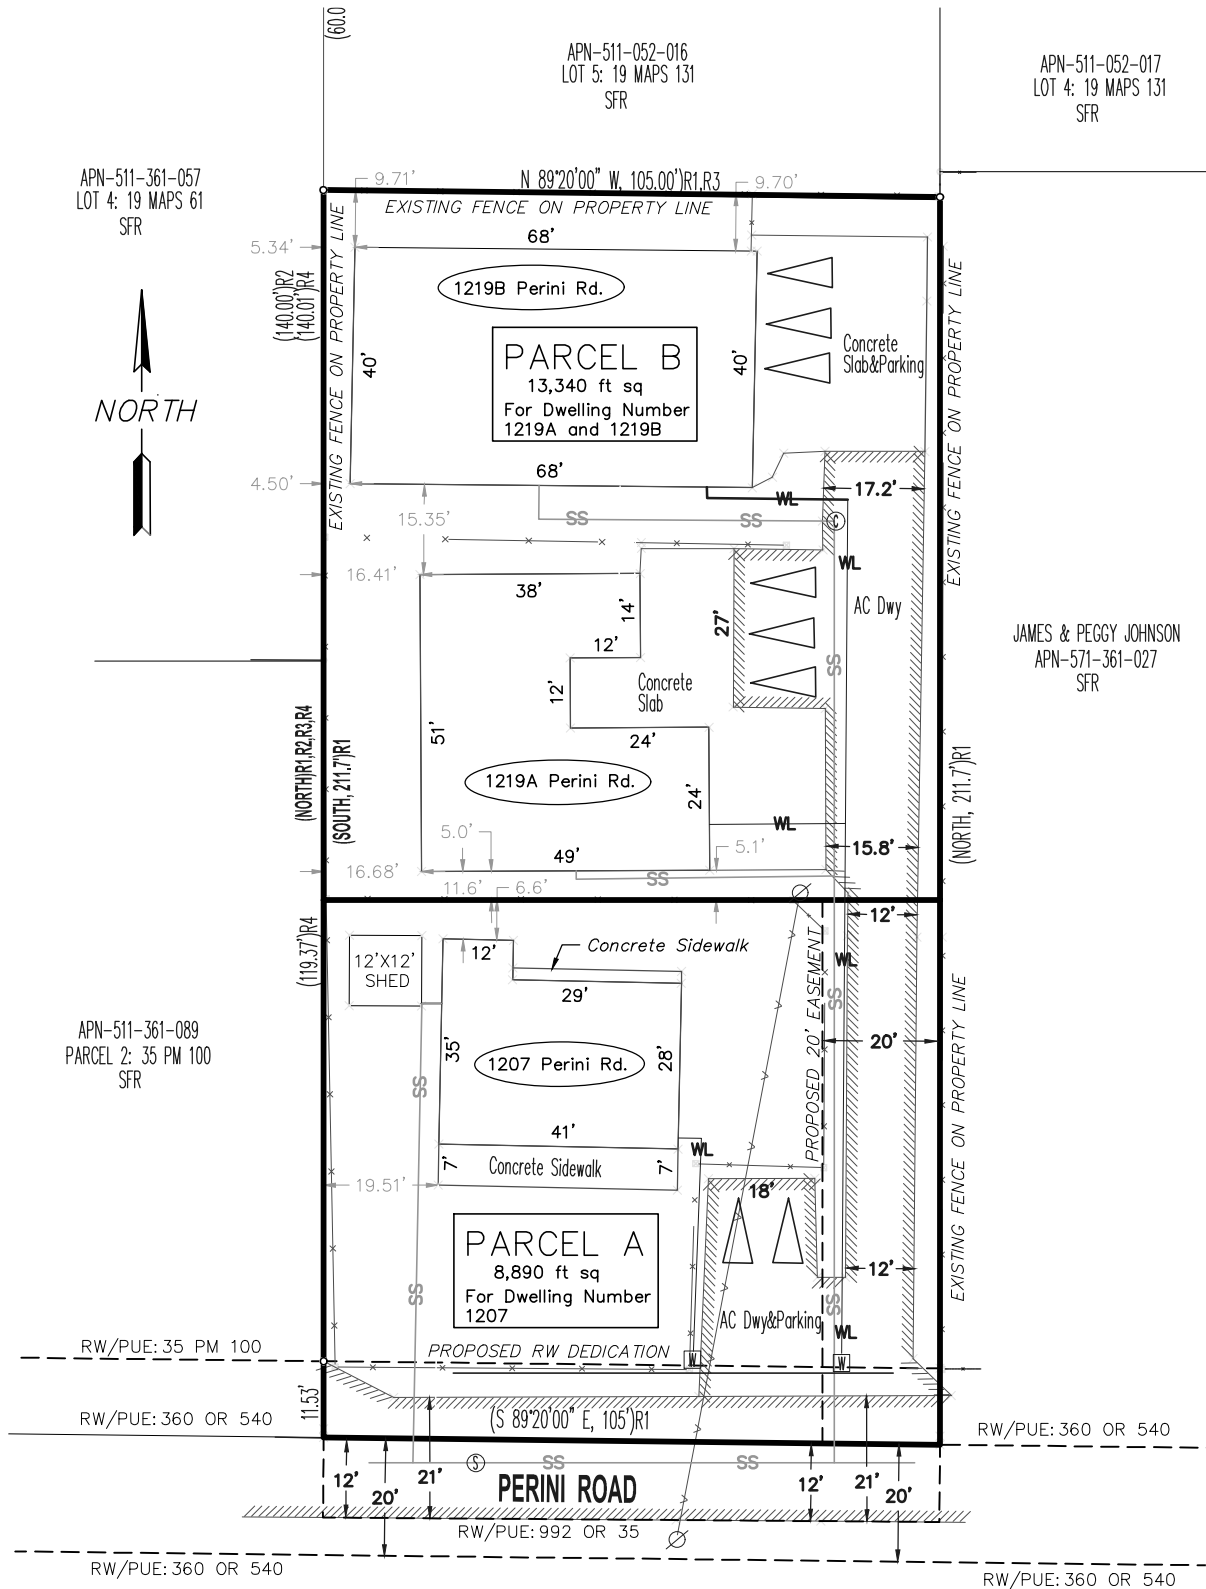 (60.0
APN-511-052-016
LOT 5: 19 MAPS 131
SFR
APN-511-052-017
LOT 4: 19 MAPS 131
SFR
APN-511-361-057
LOT 4: 19 MAPS 61
SFR
9.71'
N 89°20'00" W, 105.00')R1,R3
9.70'
EXISTING FENCE ON PROPERTY LINE
68'
5.34'
(140.00')R2
(140.01')R4
EXISTING FENCE ON PROPERTY LINE
1219B Perini Rd.
40'
PARCEL B
13,340 ft sq
For Dwelling Number
1219A and 1219B
40'
Concrete
Slab&Parking
EXISTING FENCE ON PROPERTY LINE
NORTH
68'
4.50'
WL
17.2'
15.35'
SS
SS
C
WL
16.41'
38'
14'
12'
27'
AC Dwy
12'
Concrete
Slab
SS
JAMES & PEGGY JOHNSON
APN-571-361-027
SFR
51'
24'
(NORTH)R1,R2,R3,R4
(SOUTH, 211.7')R1
1219A Perini Rd.
24'
(NORTH, 211.7')R1
WL
5.0'
49'
5.1'
15.8'
16.68'
SS
11.6'
6.6'
12'
(119.37')R4
12'X12'
SHED
12'
Concrete Sidewalk
29'
WL
SS
PROPOSED 20' EASEMENT
20'
EXISTING FENCE ON PROPERTY LINE
APN-511-361-089
PARCEL 2: 35 PM 100
SFR
35'
1207 Perini Rd.
28'
SS
41'
WL
7'
Concrete Sidewalk
7'
19.51'
18'
PARCEL A
8,890 ft sq
For Dwelling Number
1207
12'
SS
SS
AC Dwy&Parking
WL
RW/PUE: 35 PM 100
PROPOSED RW DEDICATION
W
W
11.53'
RW/PUE: 360 OR 540
(S 89°20'00" E, 105')R1
RW/PUE: 360 OR 540
S
SS
SS
12'
20'
21'
PERINI ROAD
12'
21'
20'
RW/PUE: 992 OR 35
RW/PUE: 360 OR 540
RW/PUE: 360 OR 540